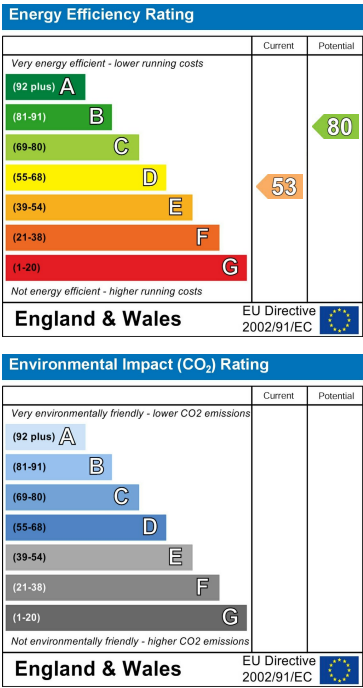 Energy Efficiency Rating
Current Potential
Very energy efficient - lower running costs
(92 plus) A
(81-91) B
(69-80) C
(55-68) D
(39-54) E
(21-38) F
(1-20) G
80
53
Not energy efficient - higher running costs
England & Wales
EU Directive
2002/91/EC
Environmental Impact (CO2) Rating
Current Potential
Very environmentally friendly - lower CO2 emissions
(92 plus) A
(81-91) B
(69-80) C
(55-68) D
(39-54) E
(21-38) F
(1-20) G
Not environmentally friendly - higher CO2 emissions
England & Wales
EU Directive
2002/91/EC